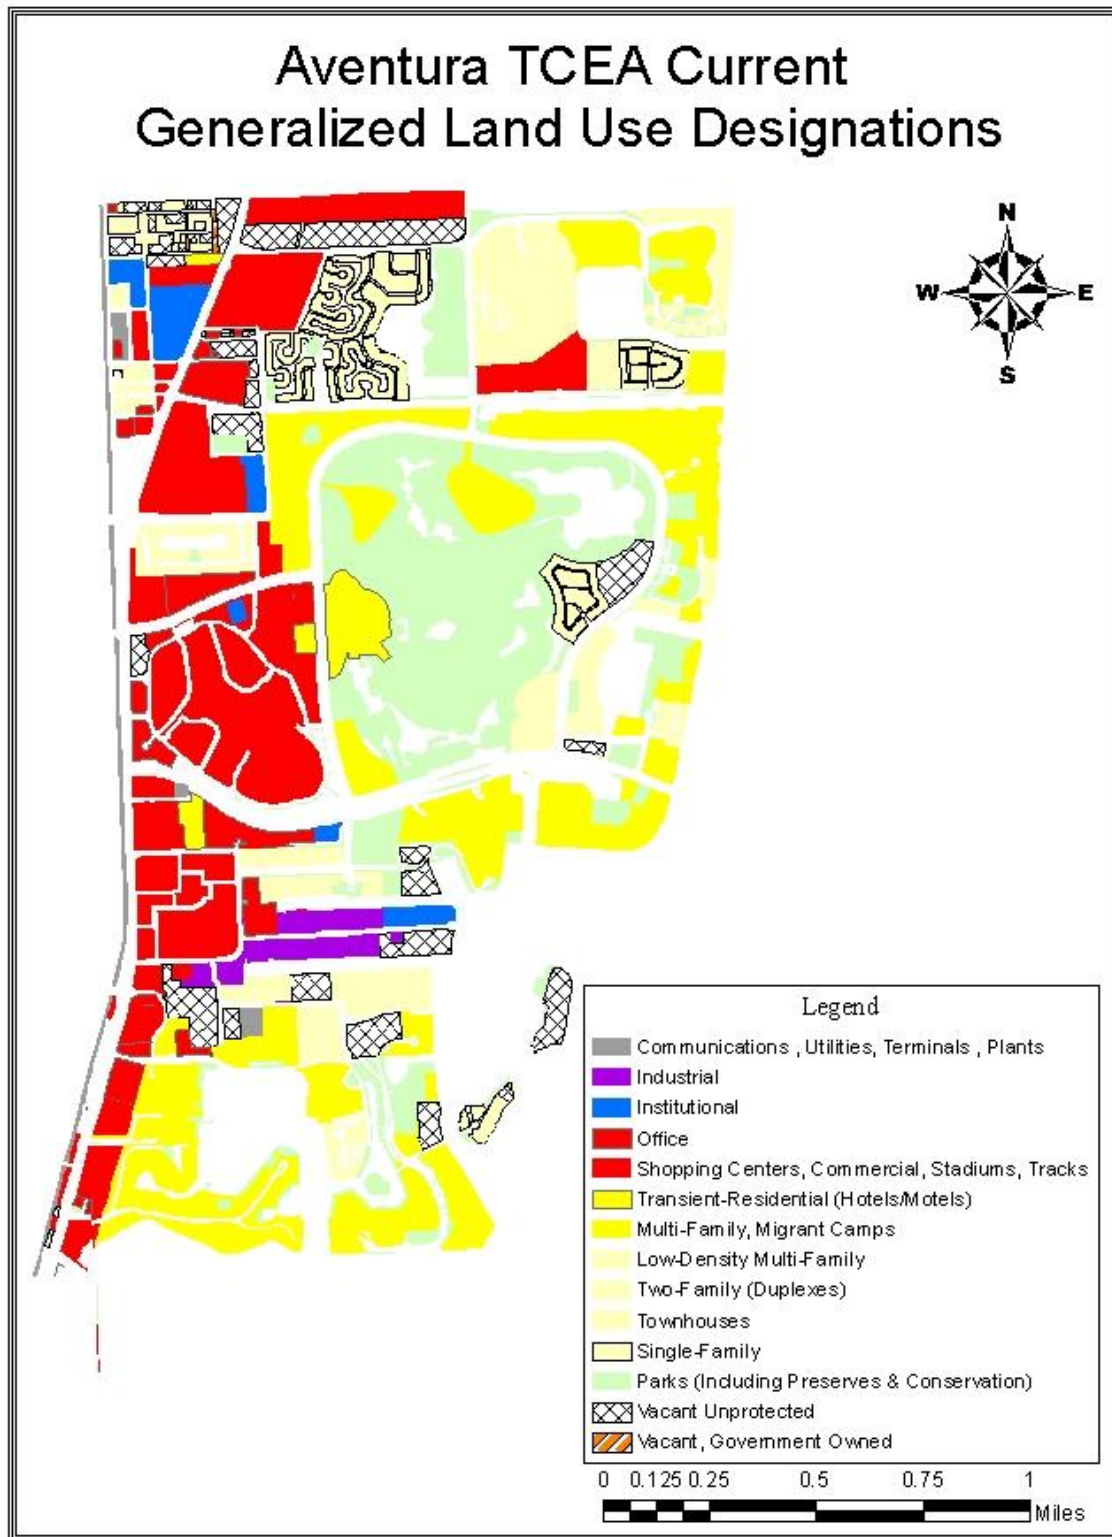 Aventura TCEA Current
Generalized Land Use Designations
N
W
E
S
Legend
Communications , Utilities, Terminals , Plants
Industrial
Institutional
Office
Shopping Centers, Commercial, Stadiums, Tracks
Transient-Residential (Hotels/Motels)
Multi-Family, Migrant Camps
Low-Density Multi-Family
Two-Family (Duplexes)
Townhouses
Single-Family
Parks (Including Preserves & Conservation)
Vacant Unprotected
Vacant, Government Owned
0 0.125 0.25 0.5 0.75 1
Miles